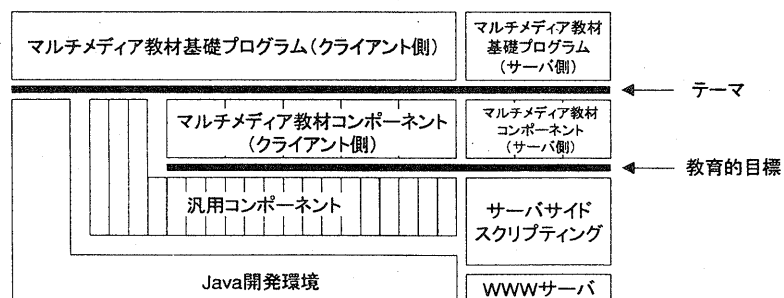 マルチメディア教材基礎プログラム(クライアント側)
マルチメディア教材
基礎プログラム
(サーバ側)
テーマ
マルチメディア教材コンポーネント
(クライアント側)
マルチメディア教材
コンポーネント
(サーバ側)
教育的目標
汎用コンポーネント
サーバサイド
スクリプティング
Java開発環境
WWWサーバ